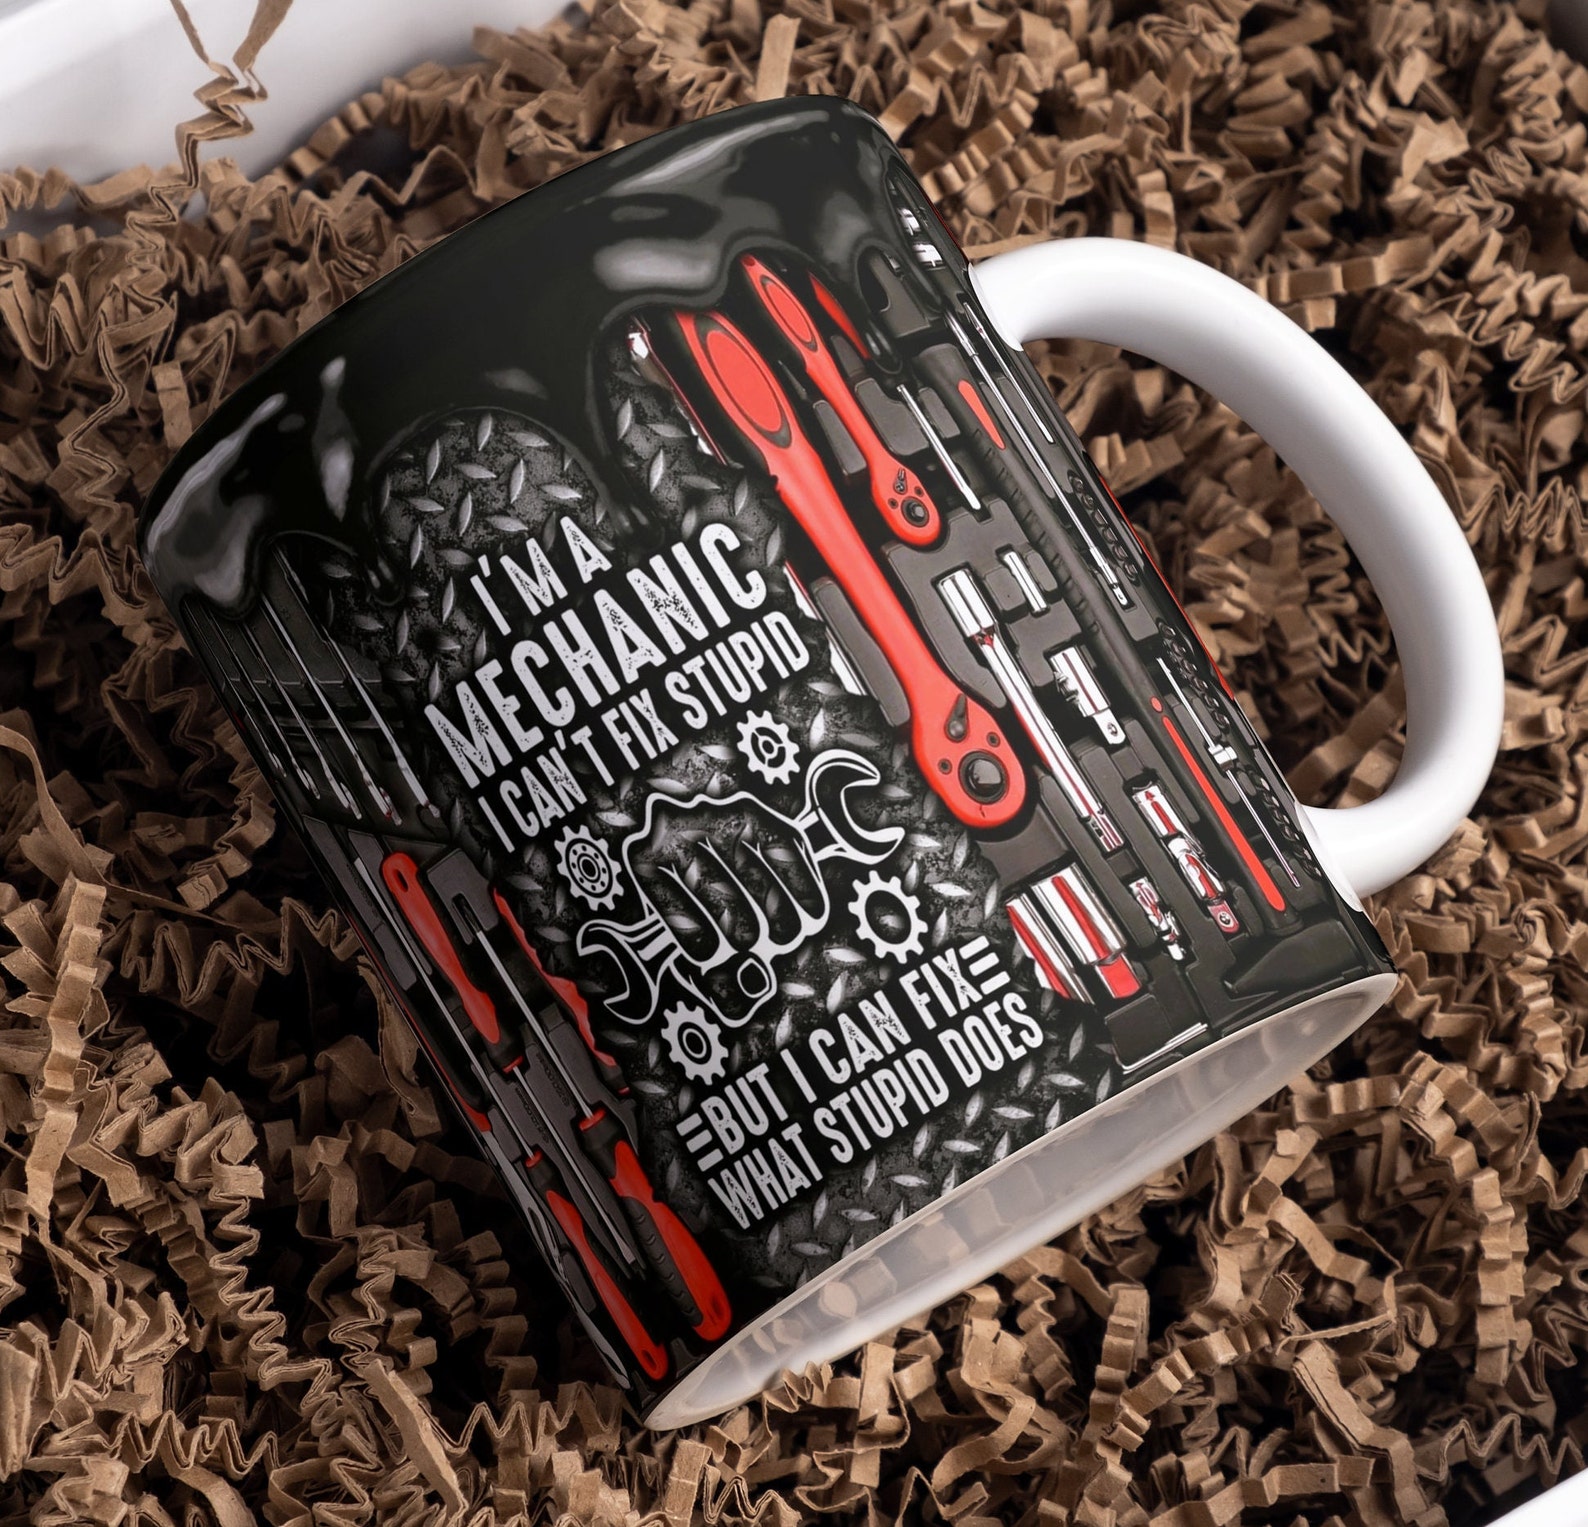 I'M A
MECHANIC
I CAN'T FIX STUPID
BUT I CAN FIX
WHAT STUPID DOES